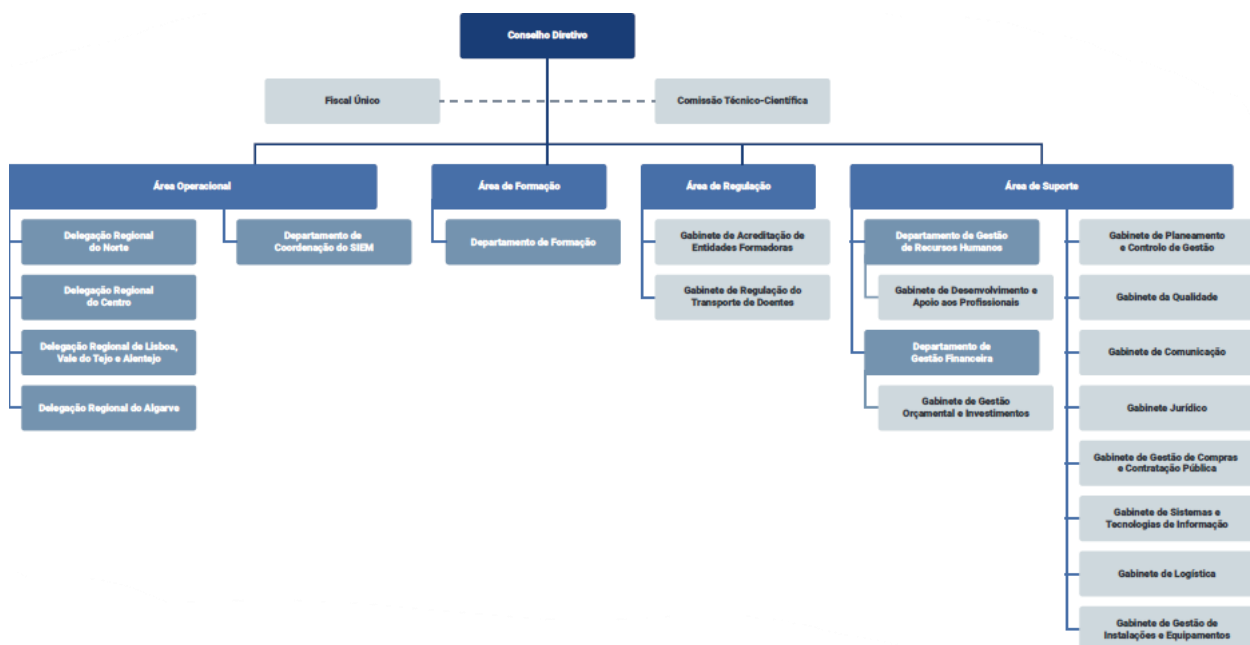 Conselho Diretivo
Fiscal Único
Comissão Técnico-Científica
Área Operacional
Área de Formação
Área de Regulação
Área de Suporte
Delegação Regional
do Norte
Delegação Regional
do Centro
Delegação Regional de Lisboa,
Vale do Tejo e Alentejo
Delegação Regional do Algarve
Departamento de
Coordenação do SIEM
Departamento de Formação
Gabinete de Acreditação de
Entidades Formadoras
Gabinete de Regulação do
Transporte de Doentes
Departamento de Gestão
de Recursos Humanos
Gabinete de Desenvolvimento e
Apoio aos Profissionais
Departamento de
Gestão Financeira
Gabinete de Gestão
Orçamental e Investimentos
Gabinete de Planeamento
e Controlo de Gestão
Gabinete da Qualidade
Gabinete de Comunicação
Gabinete Jurídico
Gabinete de Gestão de Compras
e Contratação Pública
Gabinete de Sistemas e
Tecnologias de Informação
Gabinete de Logística
Gabinete de Gestão de
Instalações e Equipamentos